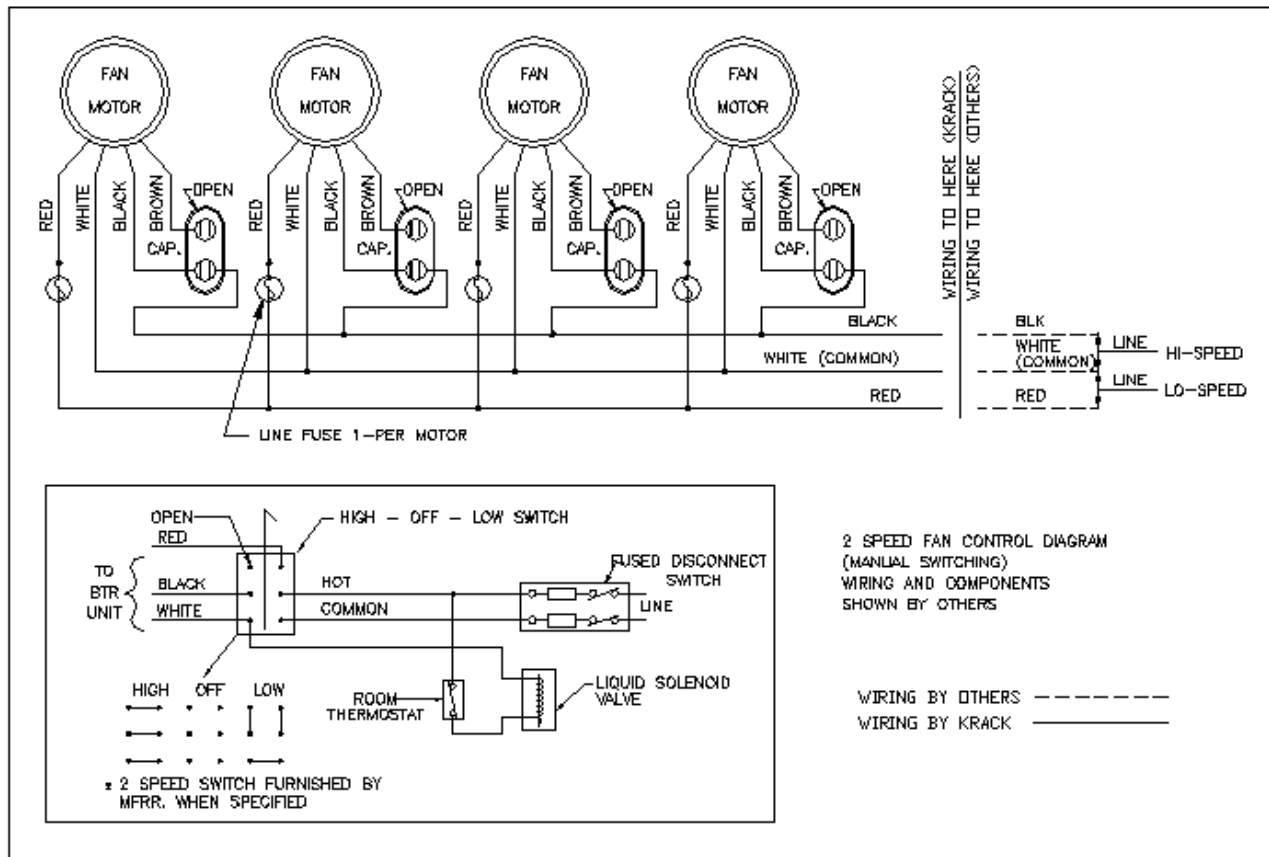 FAN
MOTOR
FAN
MOTOR
FAN
MOTOR
FAN
MOTOR
RED
WHITE
BLACK
BROWN
OPEN
CAP.
RED
WHITE
BLACK
BROWN
OPEN
CAP.
RED
WHITE
BLACK
BROWN
OPEN
CAP.
RED
WHITE
BLACK
BROWN
OPEN
CAP.
WIRING TO HERE (KRACK)
WIRING TO HERE (OTHERS)
BLACK
BLK
WHITE (COMMON)
WHITE
(COMMON)
LINE
HI-SPEED
RED
RED
LINE
LO-SPEED
LINE FUSE 1-PER MOTOR
OPEN
RED
HIGH - OFF - LOW SWITCH
TO
BTR
UNIT
BLACK
WHITE
HOT
COMMON
FUSED DISCONNECT
SWITCH
LINE
HIGH OFF LOW
ROOM
THERMOSTAT
LIQUID SOLENOID
VALVE
* 2 SPEED SWITCH FURNISHED BY
MFRR. WHEN SPECIFIED
2 SPEED FAN CONTROL DIAGRAM
(MANUAL SWITCHING)
WIRING AND COMPONENTS
SHOWN BY OTHERS
WIRING BY OTHERS
WIRING BY KRACK